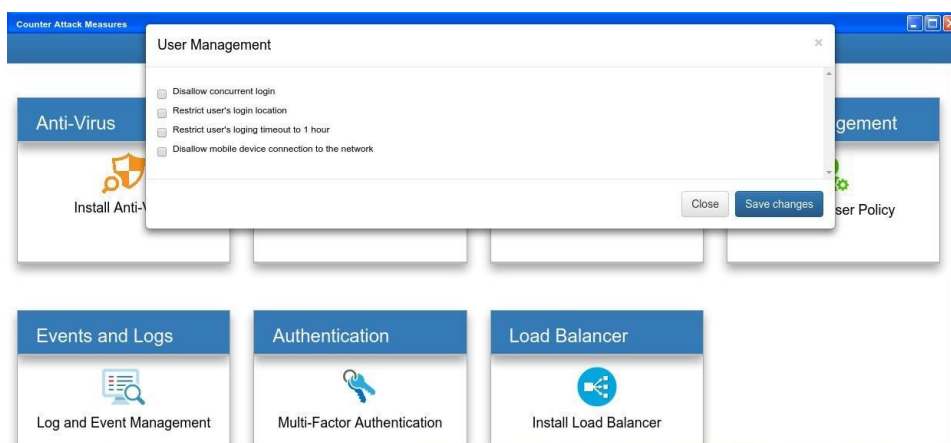 Counter Attack Measures
User Management
×
Disallow concurrent login
Restrict user's login location
Restrict user's loging timeout to 1 hour
Disallow mobile device connection to the network
Close
Save changes
Anti-Virus
gement
Install Anti-V
ser Policy
Events and Logs
Authentication
Load Balancer
Log and Event Management
Multi-Factor Authentication
Install Load Balancer